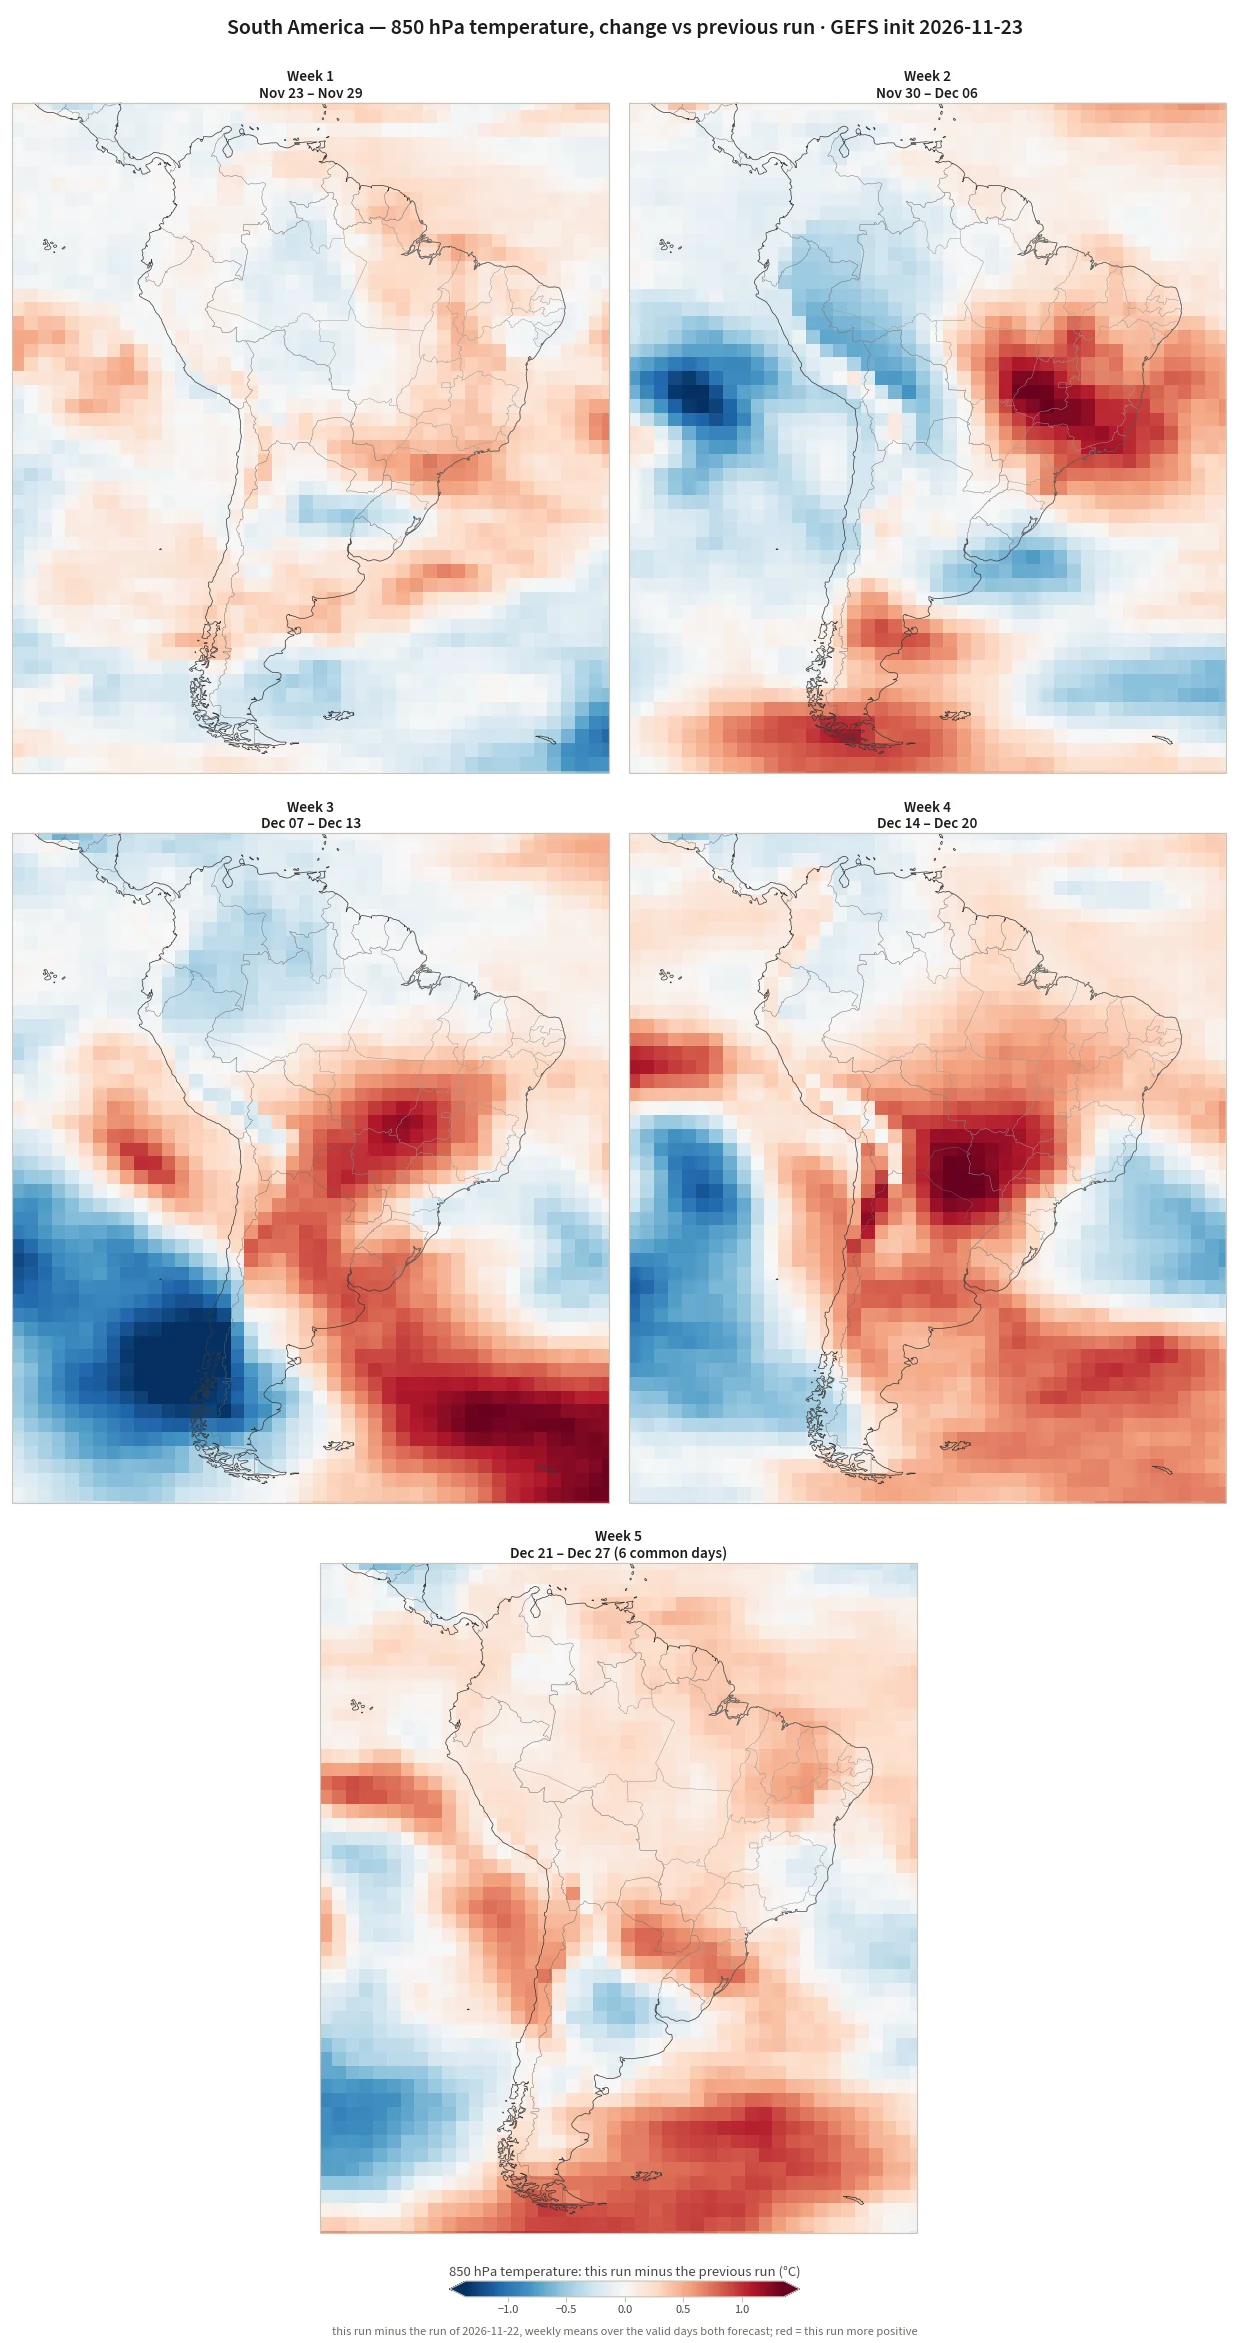 South America — 850 hPa temperature, change vs previous run · GEFS init 2026-11-23
Week 1
Nov 23 – Nov 29
Week 2
Nov 30 – Dec 06
Week 3
Dec 07 – Dec 13
Week 4
Dec 14 – Dec 20
Week 5
Dec 21 – Dec 27 (6 common days)
850 hPa temperature: this run minus the previous run (°C)
−1.0 −0.5 0.0 0.5 1.0
this run minus the run of 2026-11-22, weekly means over the valid days both forecast; red = this run more positive